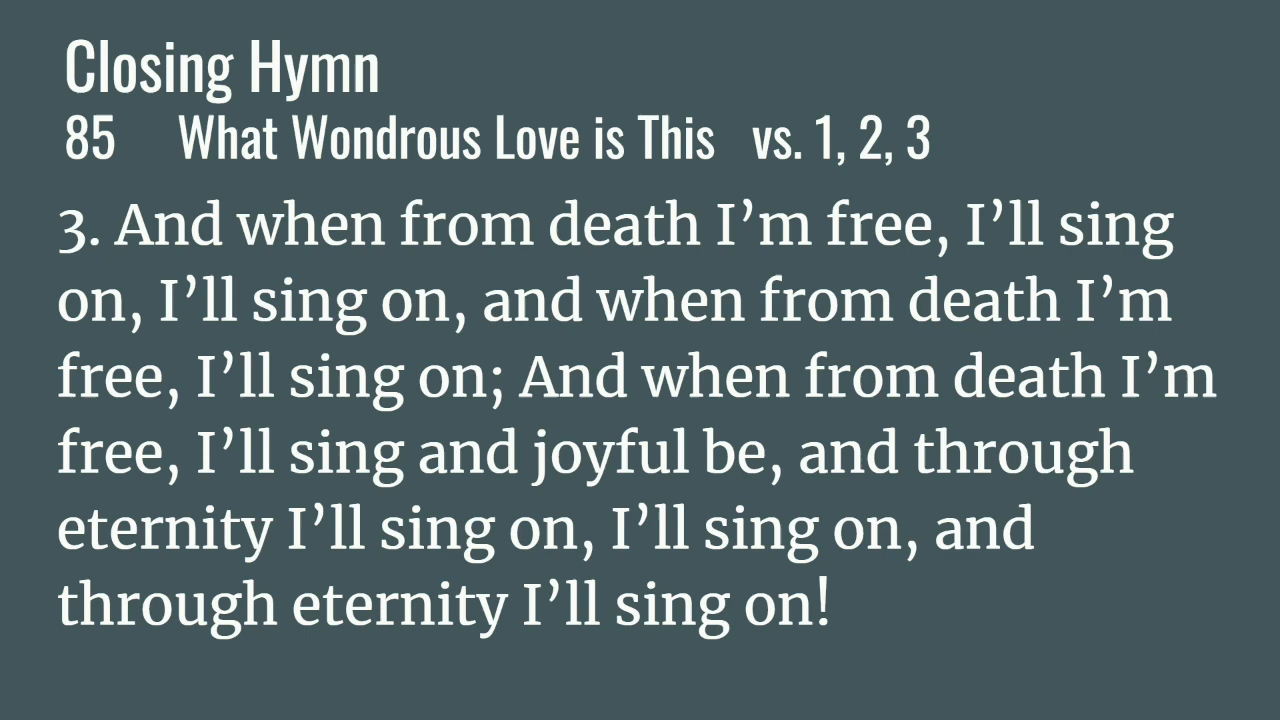 Closing Hymn
85 What Wondrous Love is This vs. 1, 2, 3
3. And when from death I’m free, I’ll sing
on, I’ll sing on, and when from death I’m
free, I’ll sing on; And when from death I’m
free, I’ll sing and joyful be, and through
eternity I’ll sing on, I’ll sing on, and
through eternity I’ll sing on!